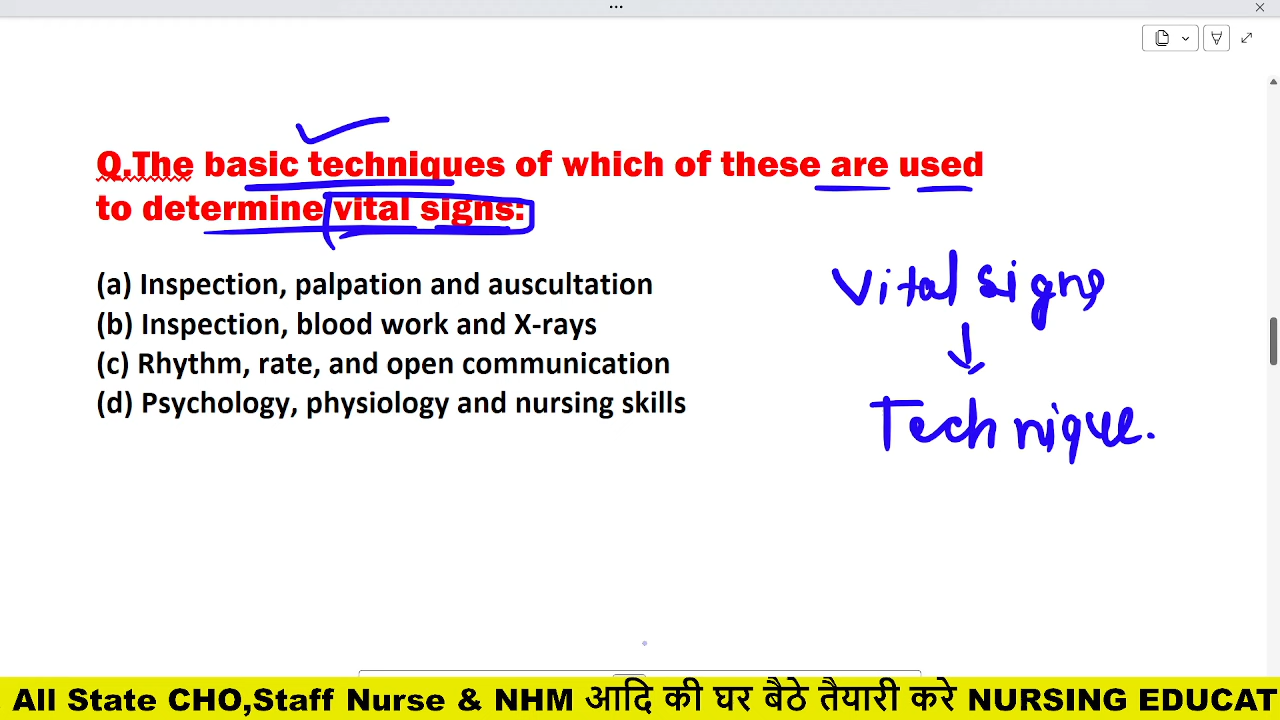 Q.The basic techniques of which of these are used
to determine vital signs:
(a) Inspection, palpation and auscultation
(b) Inspection, blood work and X-rays
(c) Rhythm, rate, and open communication
(d) Psychology, physiology and nursing skills
Vital signs
Technique.
All State CHO,Staff Nurse & NHM आदि की घर बैठे तैयारी करे NURSING EDUCAT